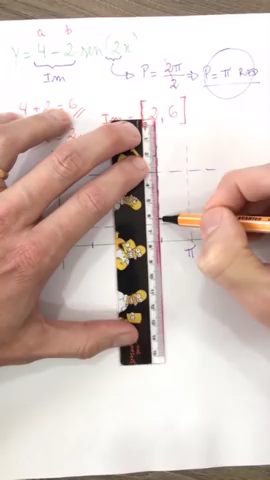 a b
y = 4 - 2 sen(2x)
Im P = 2π/2 ⇒ P = π RAD
4 + 2 = 6 Im = [2, 6]
π